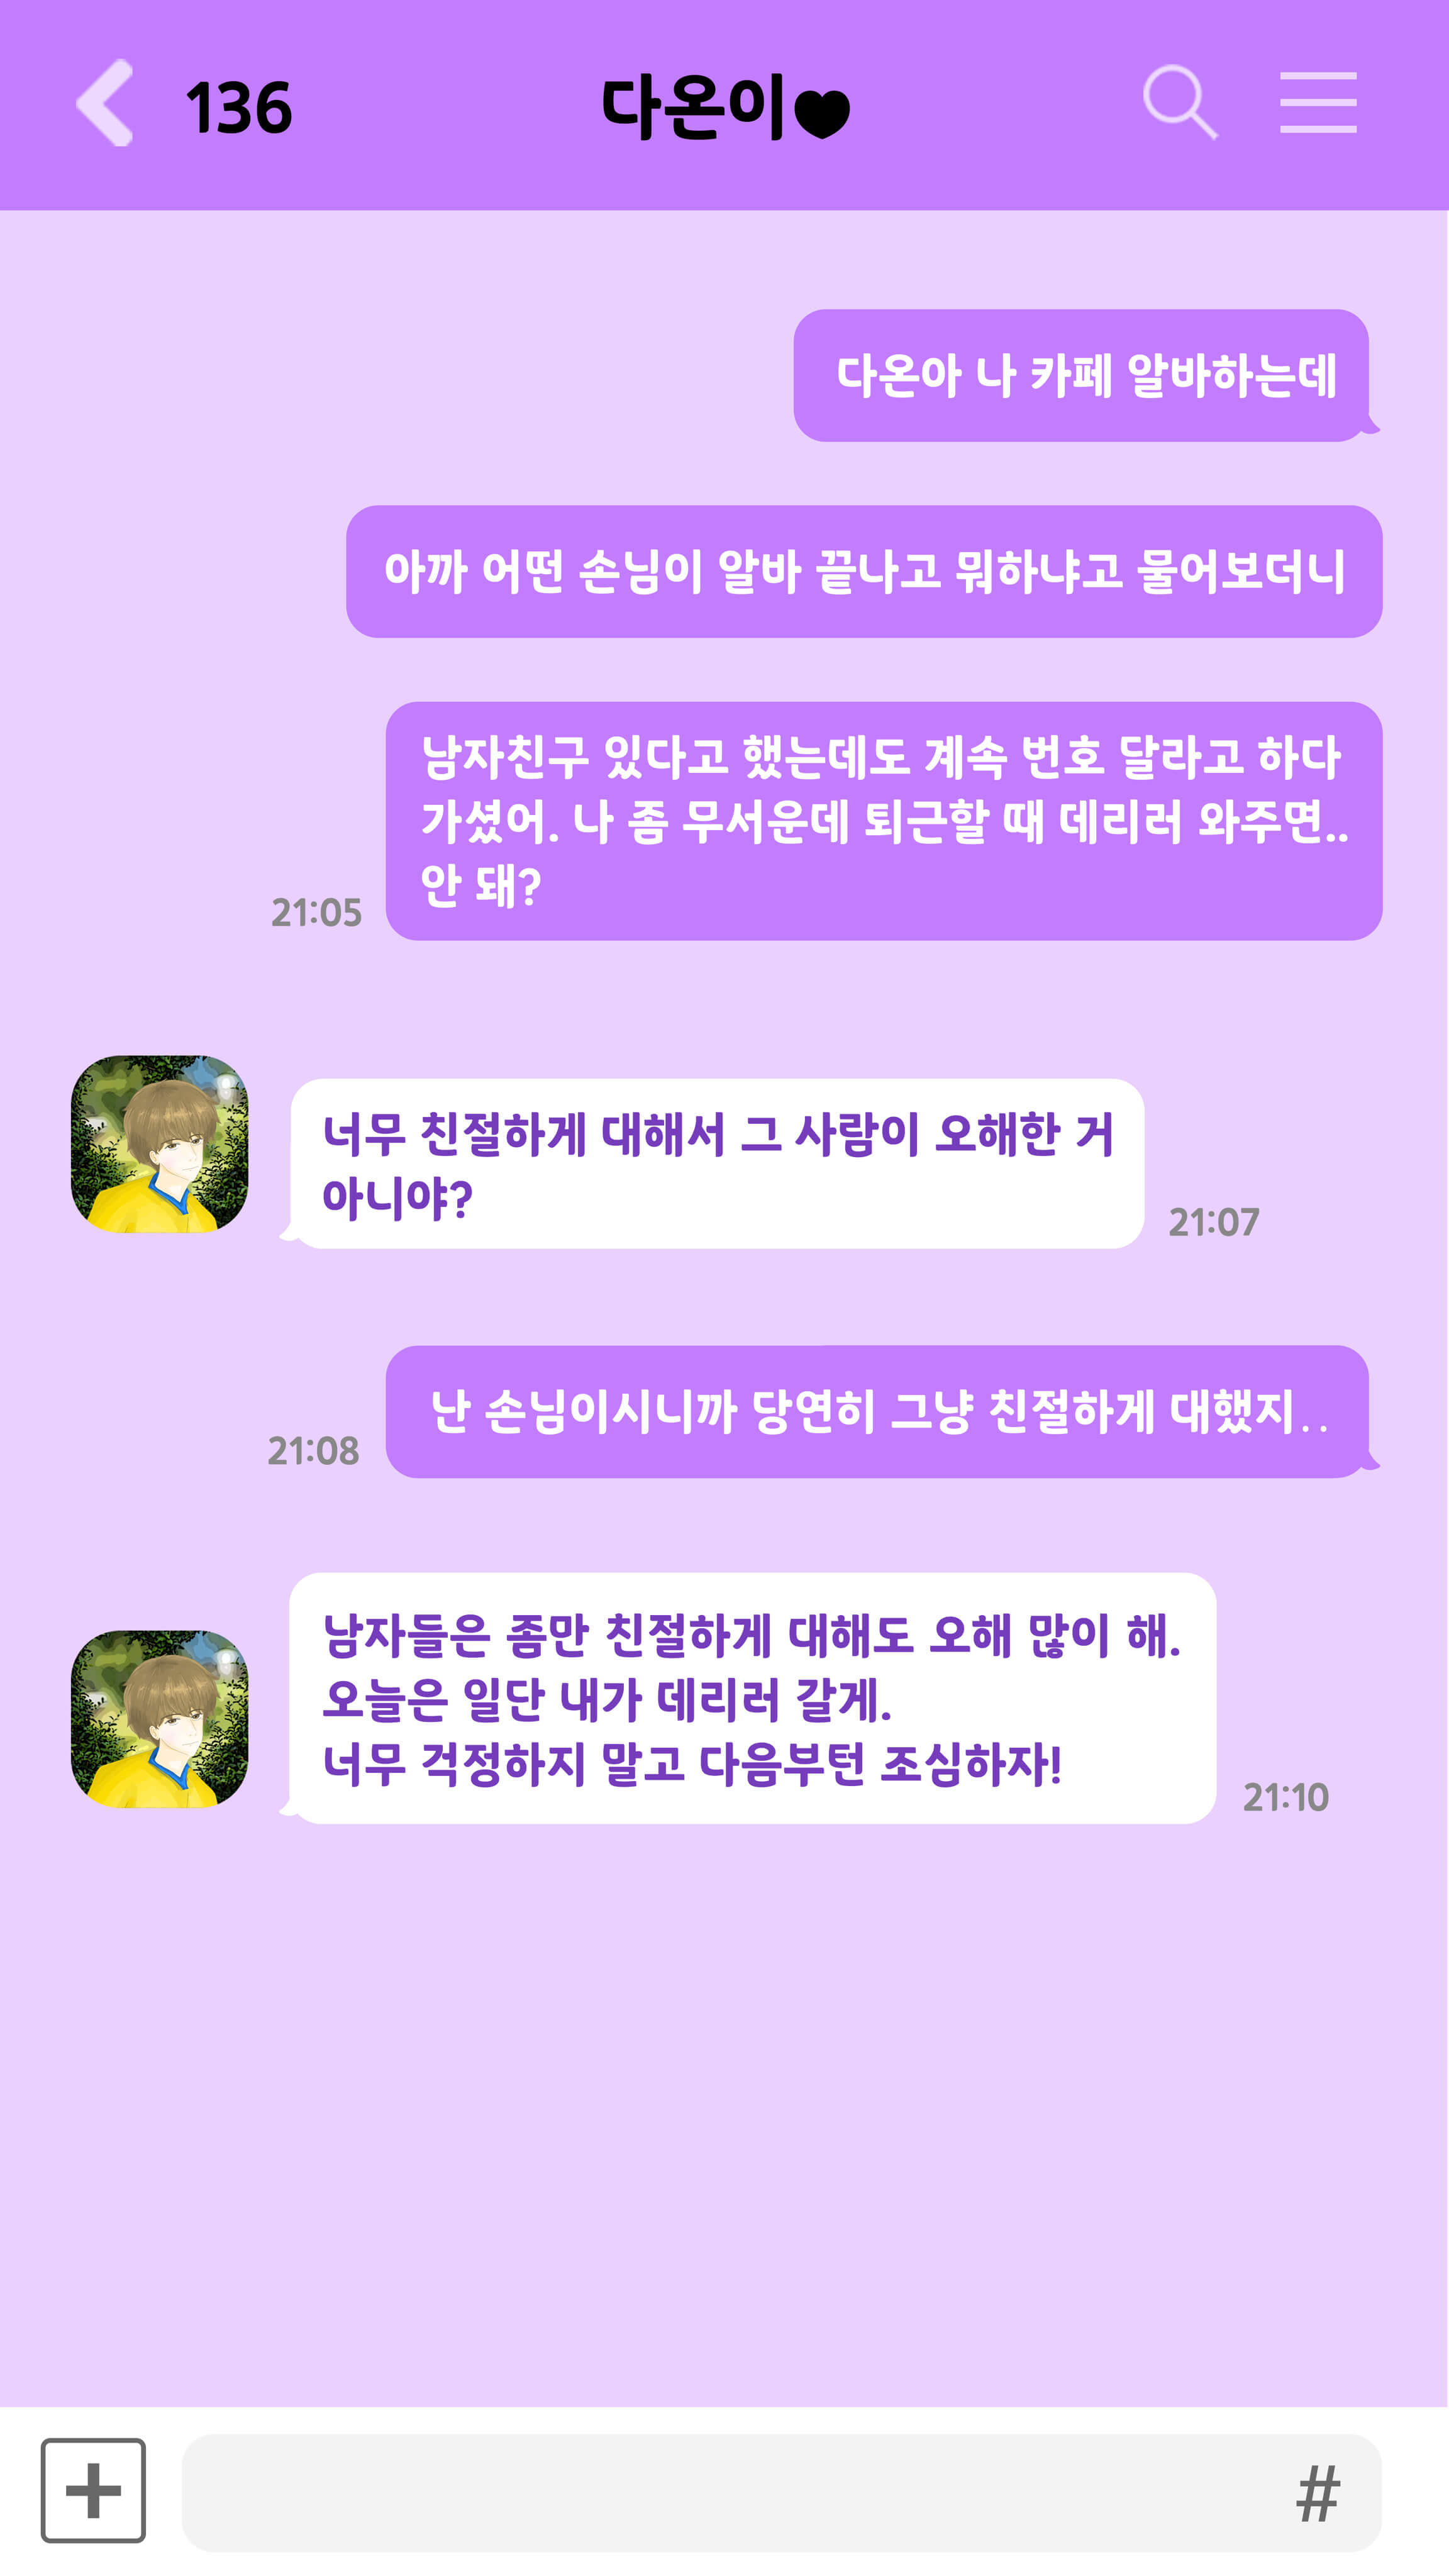 136 다온이♥
다온아 나 카페 알바하는데
아까 어떤 손님이 알바 끝나고 뭐하냐고 물어보더니
남자친구 있다고 했는데도 계속 번호 달라고 하다
가셨어. 나 좀 무서운데 퇴근할 때 데리러 와주면..
안 돼?
21:05
너무 친절하게 대해서 그 사람이 오해한 거
아니야?
21:07
난 손님이시니까 당연히 그냥 친절하게 대했지..
21:08
남자들은 좀만 친절하게 대해도 오해 많이 해.
오늘은 일단 내가 데리러 갈게.
너무 걱정하지 말고 다음부턴 조심하자!
21:10
#